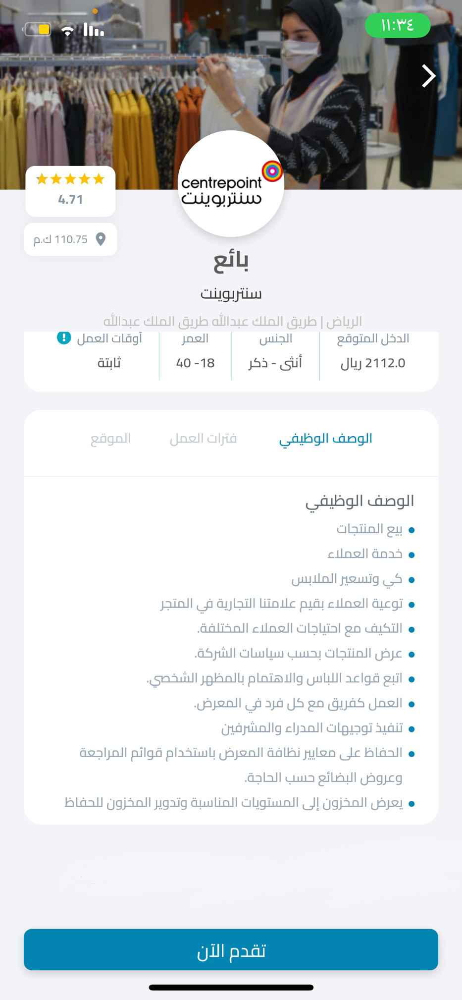 ١١:٣٤
centrepoint
سنتربوينت
4.71
110.75 ك.م
بائع
سنتربوينت
الرياض | طريق الملك عبدالله طريق الملك عبدالله
الدخل المتوقع
2112.0 ريال
الجنس
أنثى - ذكر
العمر
18- 40
أوقات العمل
ثابتة
الوصف الوظيفي
فترات العمل
الموقع
الوصف الوظيفي
• بيع المنتجات
• خدمة العملاء
• كي وتسعير الملابس
• توعية العملاء بقيم علامتنا التجارية في المتجر
• التكيف مع احتياجات العملاء المختلفة.
• عرض المنتجات بحسب سياسات الشركة.
• اتبع قواعد اللباس والاهتمام بالمظهر الشخصي.
• العمل كفريق مع كل فرد في المعرض.
• تنفيذ توجيهات المدراء والمشرفين
• الحفاظ على معايير نظافة المعرض باستخدام قوائم المراجعة
وعروض البضائع حسب الحاجة.
• يعرض المخزون إلى المستويات المناسبة وتدوير المخزون للحفاظ
تقدم الآن